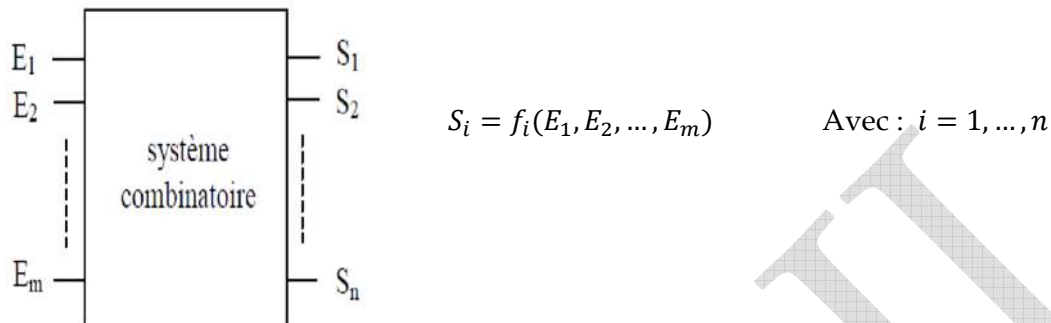 E1
E2
Em
système
combinatoire
S1
S2
Sn
𝑆𝑖 = 𝑓𝑖(𝐸1, 𝐸2, … , 𝐸𝑚) Avec : 𝑖 = 1, … , 𝑛